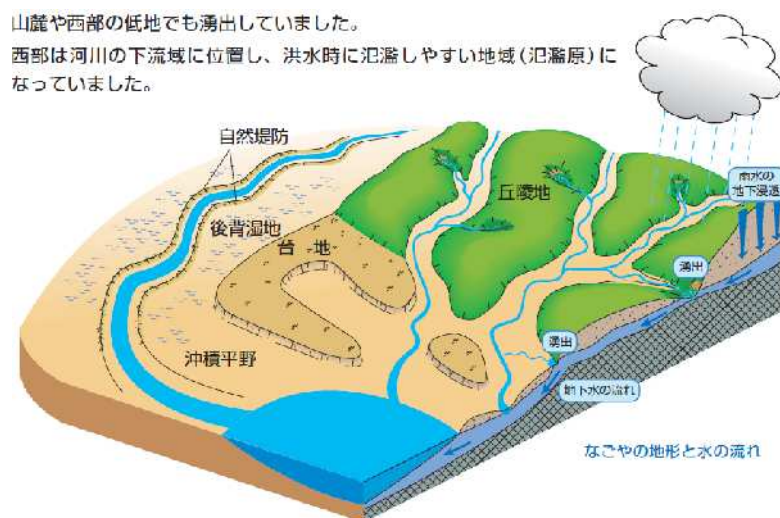 山麓や西部の低地でも湧出していました。
西部は河川の下流域に位置し、洪水時に氾濫しやすい地域(氾濫原)に
なっていました。
自然堤防
丘陵地
雨水の
地下浸透
後背湿地
台地
湧出
湧出
沖積平野
地下水の流れ
なごやの地形と水の流れ